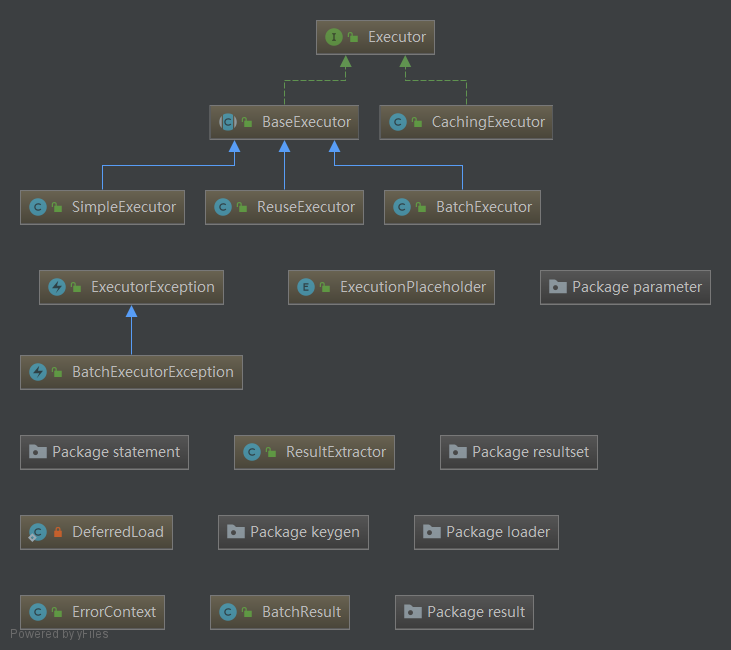 Executor
BaseExecutor
CachingExecutor
SimpleExecutor
ReuseExecutor
BatchExecutor
ExecutorException
ExecutionPlaceholder
Package parameter
BatchExecutorException
Package statement
ResultExtractor
Package resultset
DeferredLoad
Package keygen
Package loader
ErrorContext
BatchResult
Package result
Powered by yFiles